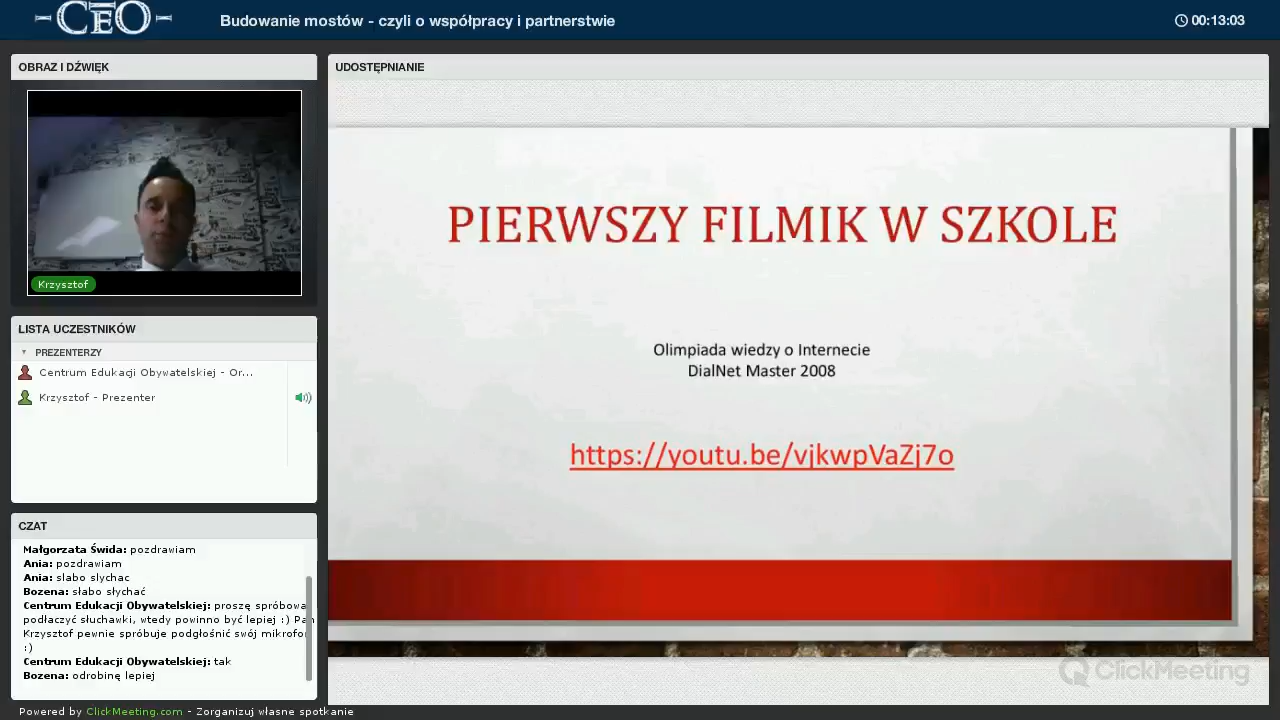 CEO
Budowanie mostów - czyli o współpracy i partnerstwie
00:13:03
OBRAZ I DŹWIĘK
Krzysztof
LISTA UCZESTNIKÓW
PREZENTERZY
Centrum Edukacji Obywatelskiej - Or...
Krzysztof - Prezenter
CZAT
Małgorzata Świda: pozdrawiam
Ania: pozdrawiam
Ania: slabo slychac
Bozena: słabo słychać
Centrum Edukacji Obywatelskiej: proszę spróbowa
podłaczyć słuchawki, wtedy powinno być lepiej :) Pan
Krzysztof pewnie spróbuje podgłośnić swój mikrofo
:)
Centrum Edukacji Obywatelskiej: tak
Bozena: odrobinę lepiej
UDOSTĘPNIANIE
PIERWSZY FILMIK W SZKOLE
Olimpiada wiedzy o Internecie
DialNet Master 2008
https://youtu.be/vjkwpVaZj7o
ClickMeeting
Powered by ClickMeeting.com - Zorganizuj własne spotkanie